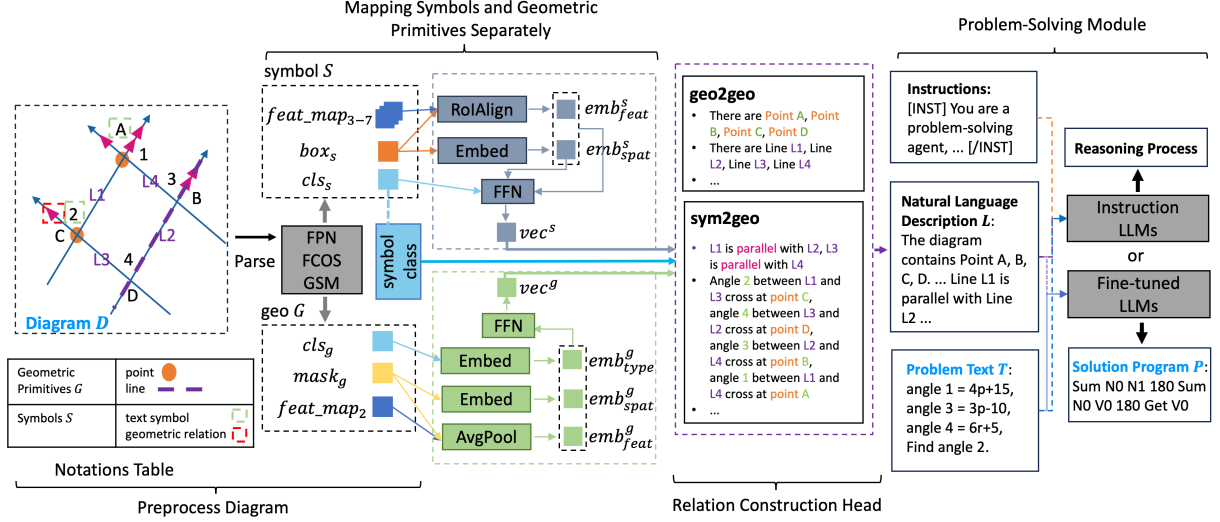 Mapping Symbols and Geometric
Primitives Separately
Problem-Solving Module
A
1
L4
3
L1
B
2
L2
C
L3
4
D
Diagram D
Parse
Geometric
Primitives G
point
line
Symbols S
text symbol
geometric relation
Notations Table
Preprocess Diagram
symbol S
feat_map3−7
box_s
cls_s
FPN
FCOS
GSM
symbol
class
geo G
cls_g
mask_g
feat_map2
RoIAlign
emb^s_feat
Embed
emb^s_spat
FFN
vec^s
vec^g
FFN
Embed
emb^g_type
Embed
emb^g_spat
AvgPool
emb^g_feat
geo2geo
• There are Point A, Point
B, Point C, Point D
• There are Line L1, Line
L2, Line L3, Line L4
• ...
sym2geo
• L1 is parallel with L2, L3
is parallel with L4
• Angle 2 between L1 and
L3 cross at point C,
angle 4 between L3 and
L2 cross at point D,
angle 3 between L2 and
L4 cross at point B,
angle 1 between L1 and
L4 cross at point A
• ...
Relation Construction Head
Instructions:
[INST] You are a
problem-solving
agent, ... [/INST]
Natural Language
Description L:
The diagram
contains Point A, B,
C, D. ... Line L1 is
parallel with Line
L2 ...
Problem Text T:
angle 1 = 4p+15,
angle 3 = 3p-10,
angle 4 = 6r+5,
Find angle 2.
Reasoning Process
Instruction
LLMs
or
Fine-tuned
LLMs
Solution Program P:
Sum N0 N1 180 Sum
N0 V0 180 Get V0